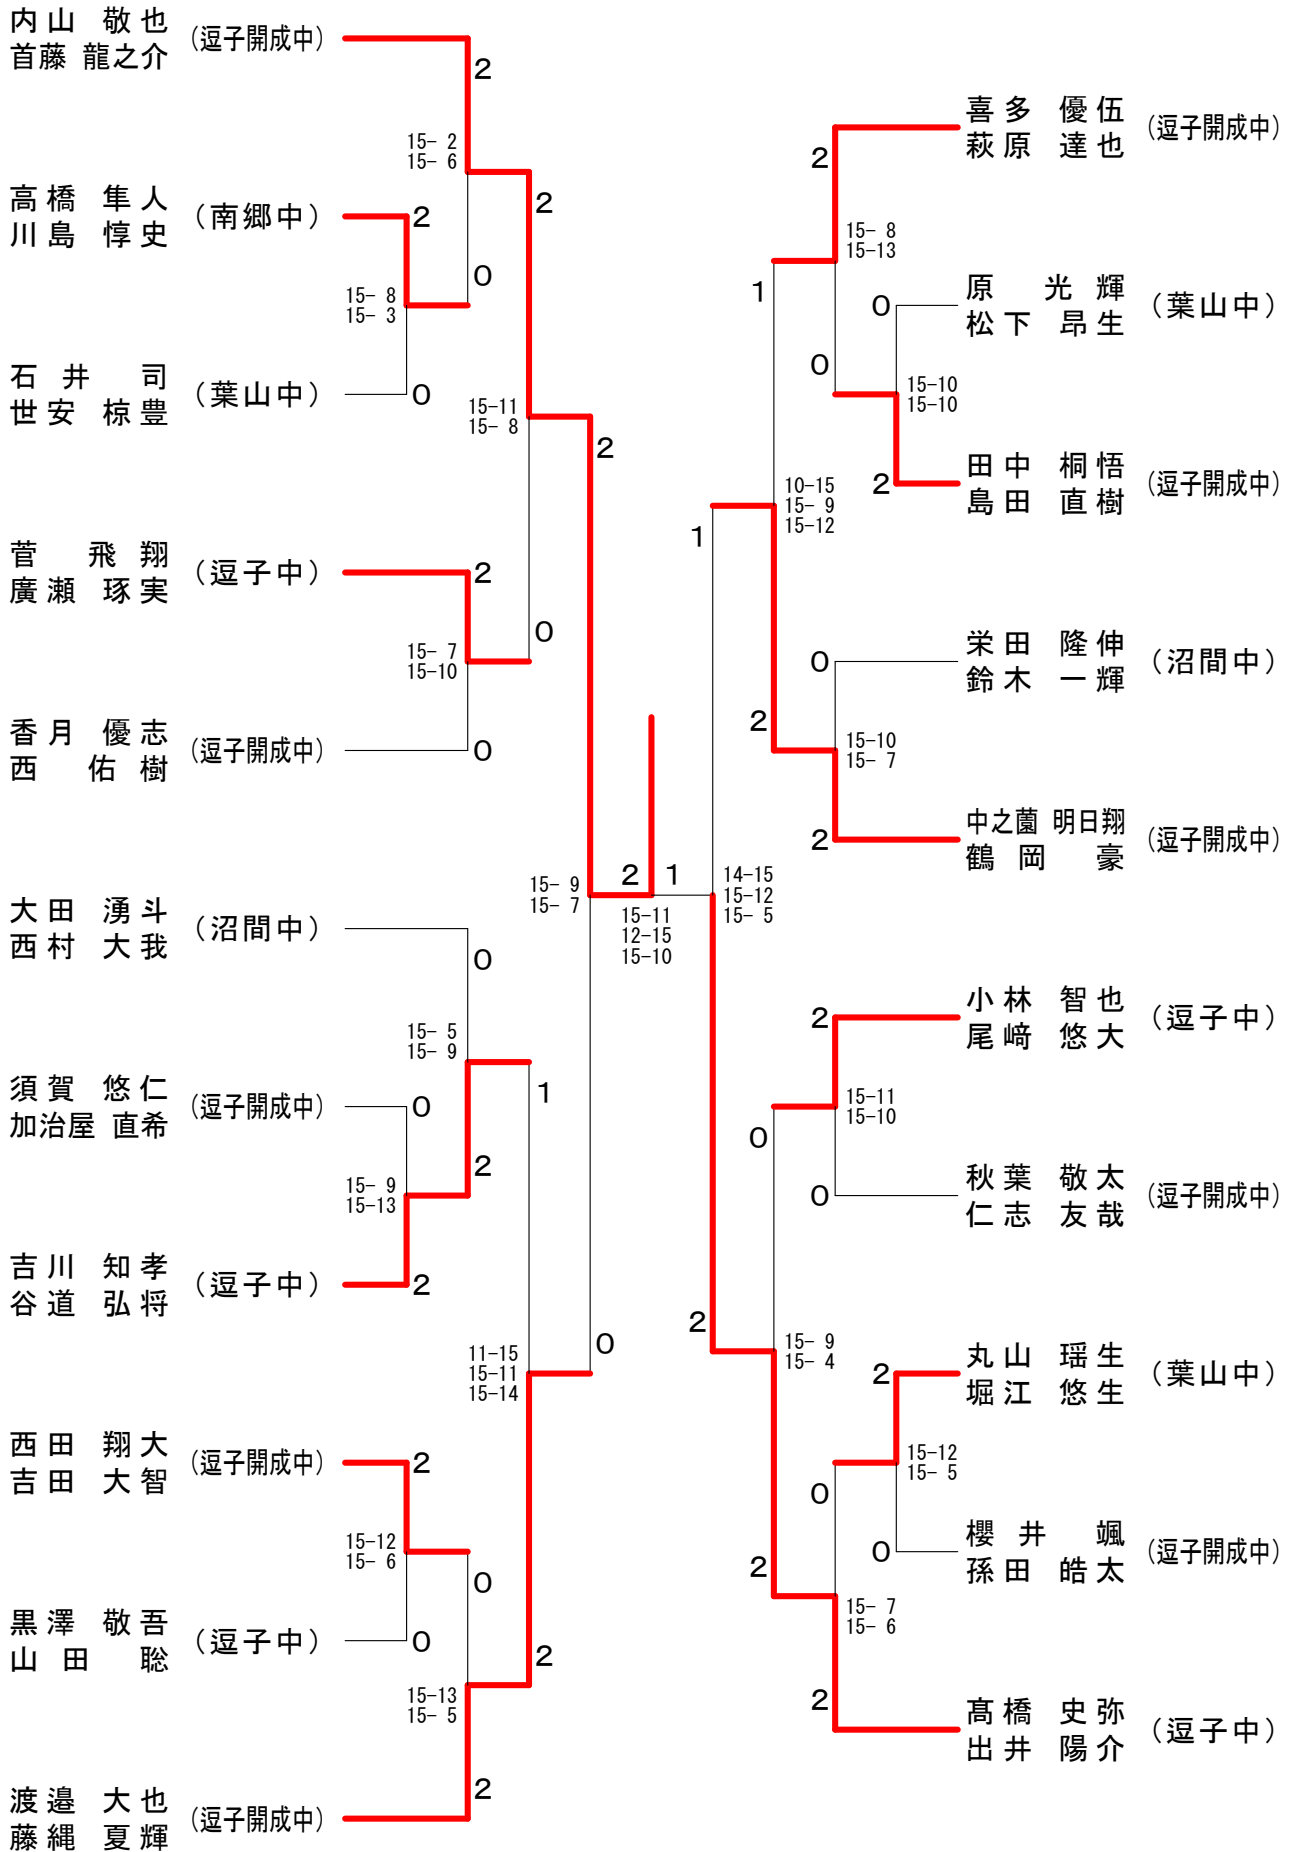 内山 敬也
首藤 龍之介
(逗子開成中)
2
15- 2
15- 6
高橋 隼人
川島 惇史
(南郷中)
2
2
0
15- 8
15- 3
石井 司
世安 椋豊
(葉山中)
0
15-11
15- 8
2
菅 飛翔
廣瀬 琢実
(逗子中)
2
0
15- 7
15-10
香月 優志
西 佑樹
(逗子開成中)
0
15- 9
15- 7
2
1
15-11
12-15
15-10
大田 湧斗
西村 大我
(沼間中)
0
15- 5
15- 9
1
須賀 悠仁
加治屋 直希
(逗子開成中)
0
2
15- 9
15-13
吉川 知孝
谷道 弘将
(逗子中)
2
0
11-15
15-11
15-14
西田 翔大
吉田 大智
(逗子開成中)
2
15-12
15- 6
0
黒澤 敬吾
山田 聡
(逗子中)
0
2
15-13
15- 5
渡邉 大也
藤縄 夏輝
(逗子開成中)
2
喜多 優伍
萩原 達也
(逗子開成中)
2
15- 8
15-13
1
原 光輝
松下 昂生
(葉山中)
0
0
15-10
15-10
田中 桐悟
島田 直樹
(逗子開成中)
2
10-15
15- 9
15-12
1
栄田 隆伸
鈴木 一輝
(沼間中)
0
2
15-10
15- 7
中之薗 明日翔
鶴岡 豪
(逗子開成中)
2
14-15
15-12
15- 5
小林 智也
尾﨑 悠大
(逗子中)
2
15-11
15-10
0
秋葉 敬太
仁志 友哉
(逗子開成中)
0
2
15- 9
15- 4
丸山 瑶生
堀江 悠生
(葉山中)
2
15-12
15- 5
0
櫻井 颯
孫田 皓太
(逗子開成中)
0
2
15- 7
15- 6
髙橋 史弥
出井 陽介
(逗子中)
2